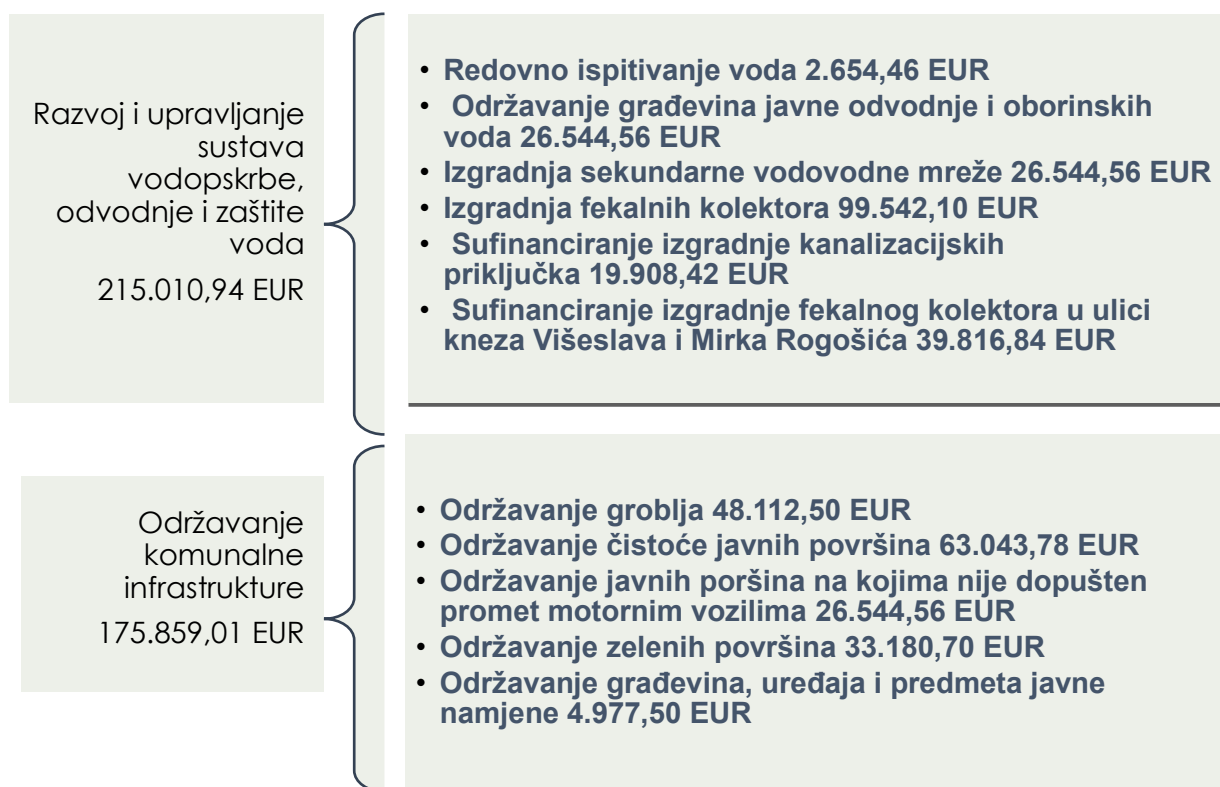 Razvoj i upravljanje
sustava
vodopskrbe,
odvodnje i zaštite
voda
215.010,94 EUR
• Redovno ispitivanje voda 2.654,46 EUR
• Održavanje građevina javne odvodnje i oborinskih
voda 26.544,56 EUR
• Izgradnja sekundarne vodovodne mreže 26.544,56 EUR
• Izgradnja fekalnih kolektora 99.542,10 EUR
• Sufinanciranje izgradnje kanalizacijskih
priključka 19.908,42 EUR
• Sufinanciranje izgradnje fekalnog kolektora u ulici
kneza Višeslava i Mirka Rogošića 39.816,84 EUR
Održavanje
komunalne
infrastrukture
175.859,01 EUR
• Održavanje groblja 48.112,50 EUR
• Održavanje čistoće javnih površina 63.043,78 EUR
• Održavanje javnih poršina na kojima nije dopušten
promet motornim vozilima 26.544,56 EUR
• Održavanje zelenih površina 33.180,70 EUR
• Održavanje građevina, uređaja i predmeta javne
namjene 4.977,50 EUR